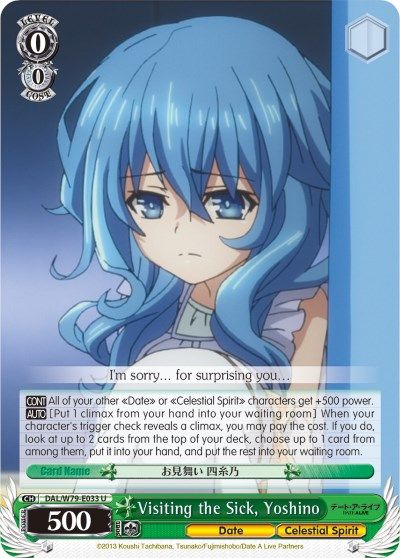 LEVEL
0
0
COST
I'm sorry... for surprising you...
CONT All of your other «Date» or «Celestial Spirit» characters get +500 power.
AUTO [Put 1 climax from your hand into your waiting room] When your
character's trigger check reveals a climax, you may pay the cost. If you
do, look at up to 2 cards from the top of your deck, choose up to 1 card from
among them, put it into your hand, and put the rest into your waiting room.
Card Name
お見舞い 四糸乃
CH DAL/W79-E033 U
Visiting the Sick, Yoshino
デート・ア・ライブ
DATE A LIVE
POWER
500
Date
Celestial Spirit
©2013 Koushi Tachibana, Tsunako/Fujimishobo/Date A Live Partners